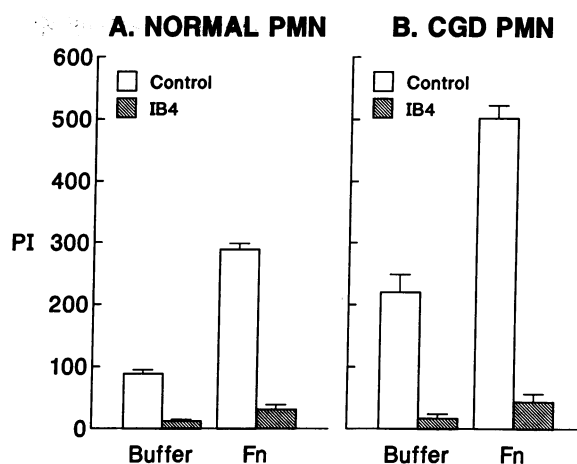 A. NORMAL PMN
B. CGD PMN
600
500
400
300
200
100
0
PI
Control
IB4
Control
IB4
Buffer
Fn
Buffer
Fn